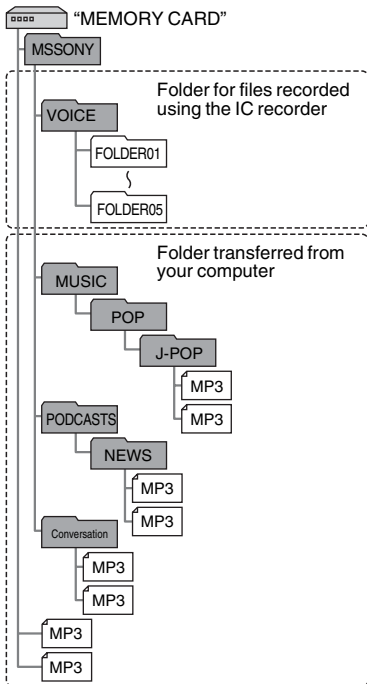 “MEMORY CARD”
MSSONY
Folder for files recorded
using the IC recorder
VOICE
FOLDER01
FOLDER05
Folder transferred from
your computer
MUSIC
POP
J-POP
MP3
MP3
PODCASTS
NEWS
MP3
MP3
Conversation
MP3
MP3
MP3
MP3